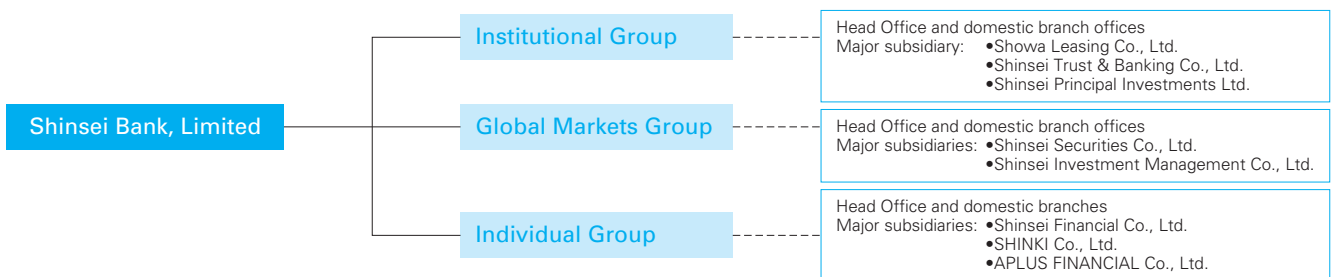 Shinsei Bank, Limited
Institutional Group
Head Office and domestic branch offices
Major subsidiary: •Showa Leasing Co., Ltd.
•Shinsei Trust & Banking Co., Ltd.
•Shinsei Principal Investments Ltd.
Global Markets Group
Head Office and domestic branch offices
Major subsidiaries: •Shinsei Securities Co., Ltd.
•Shinsei Investment Management Co., Ltd.
Individual Group
Head Office and domestic branches
Major subsidiaries: •Shinsei Financial Co., Ltd.
•SHINKI Co., Ltd.
•APLUS FINANCIAL Co., Ltd.